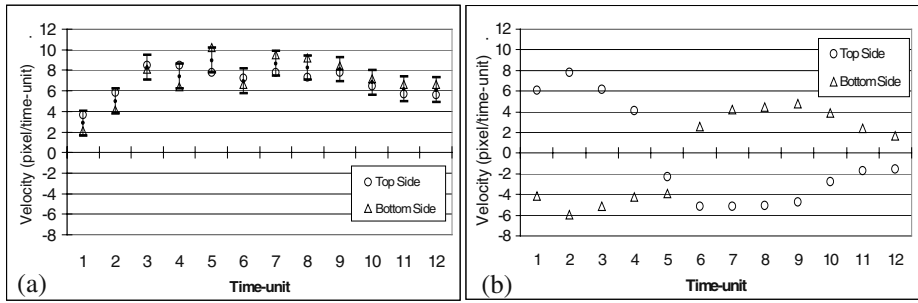 Velocity (pixel/time-unit)
12
10
8
6
4
2
0
-2
-4
-6
-8
Top Side
Bottom Side
1 2 3 4 5 6 7 8 9 10 11 12
Time-unit
(a)
Velocity (pixel/time-unit)
12
10
8
6
4
2
0
-2
-4
-6
-8
Top Side
Bottom Side
1 2 3 4 5 6 7 8 9 10 11 12
Time-unit
(b)